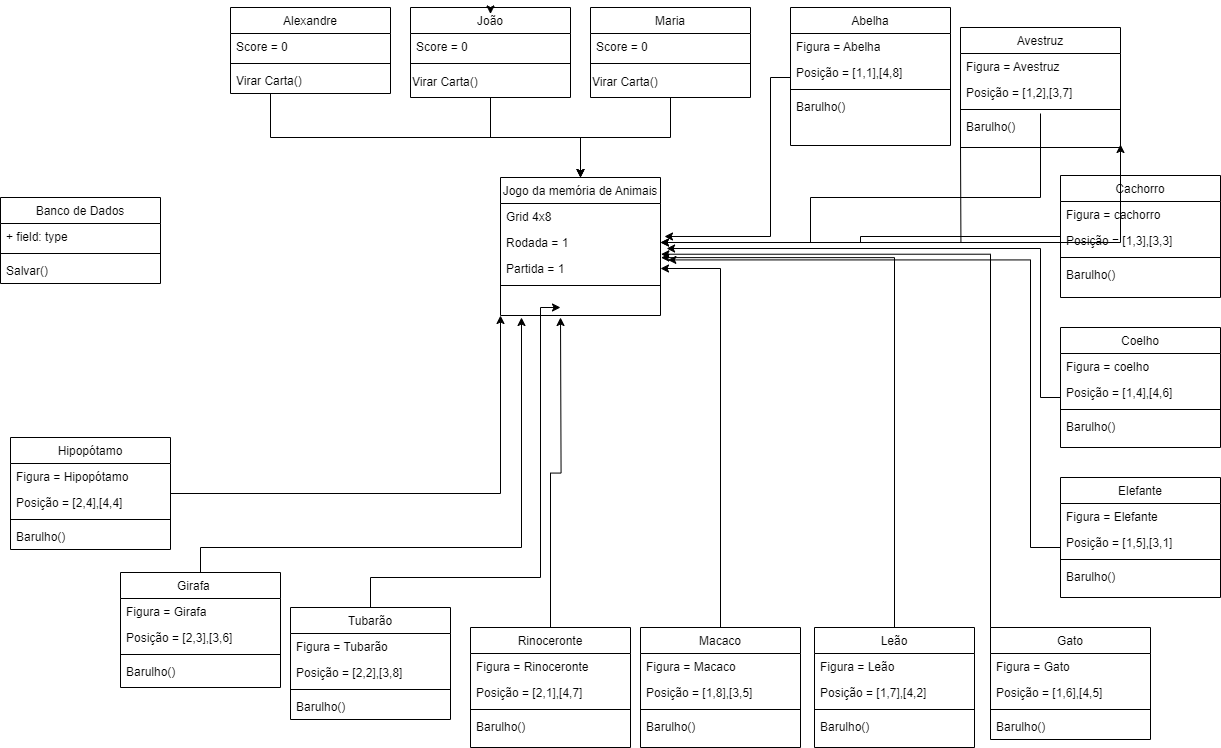 Alexandre
Score = 0
Virar Carta()
João
Score = 0
Virar Carta()
Maria
Score = 0
Virar Carta()
Abelha
Figura = Abelha
Posição = [1,1],[4,8]
Barulho()
Avestruz
Figura = Avestruz
Posição = [1,2],[3,7]
Barulho()
Jogo da memória de Animais
Grid 4x8
Rodada = 1
Partida = 1
Cachorro
Figura = cachorro
Posição = [1,3],[3,3]
Barulho()
Banco de Dados
+ field: type
Salvar()
Coelho
Figura = coelho
Posição = [1,4],[4,6]
Barulho()
Hipopótamo
Figura = Hipopótamo
Posição = [2,4],[4,4]
Barulho()
Elefante
Figura = Elefante
Posição = [1,5],[3,1]
Barulho()
Girafa
Figura = Girafa
Posição = [2,3],[3,6]
Barulho()
Tubarão
Figura = Tubarão
Posição = [2,2],[3,8]
Barulho()
Rinoceronte
Figura = Rinoceronte
Posição = [2,1],[4,7]
Barulho()
Macaco
Figura = Macaco
Posição = [1,8],[3,5]
Barulho()
Leão
Figura = Leão
Posição = [1,7],[4,2]
Barulho()
Gato
Figura = Gato
Posição = [1,6],[4,5]
Barulho()